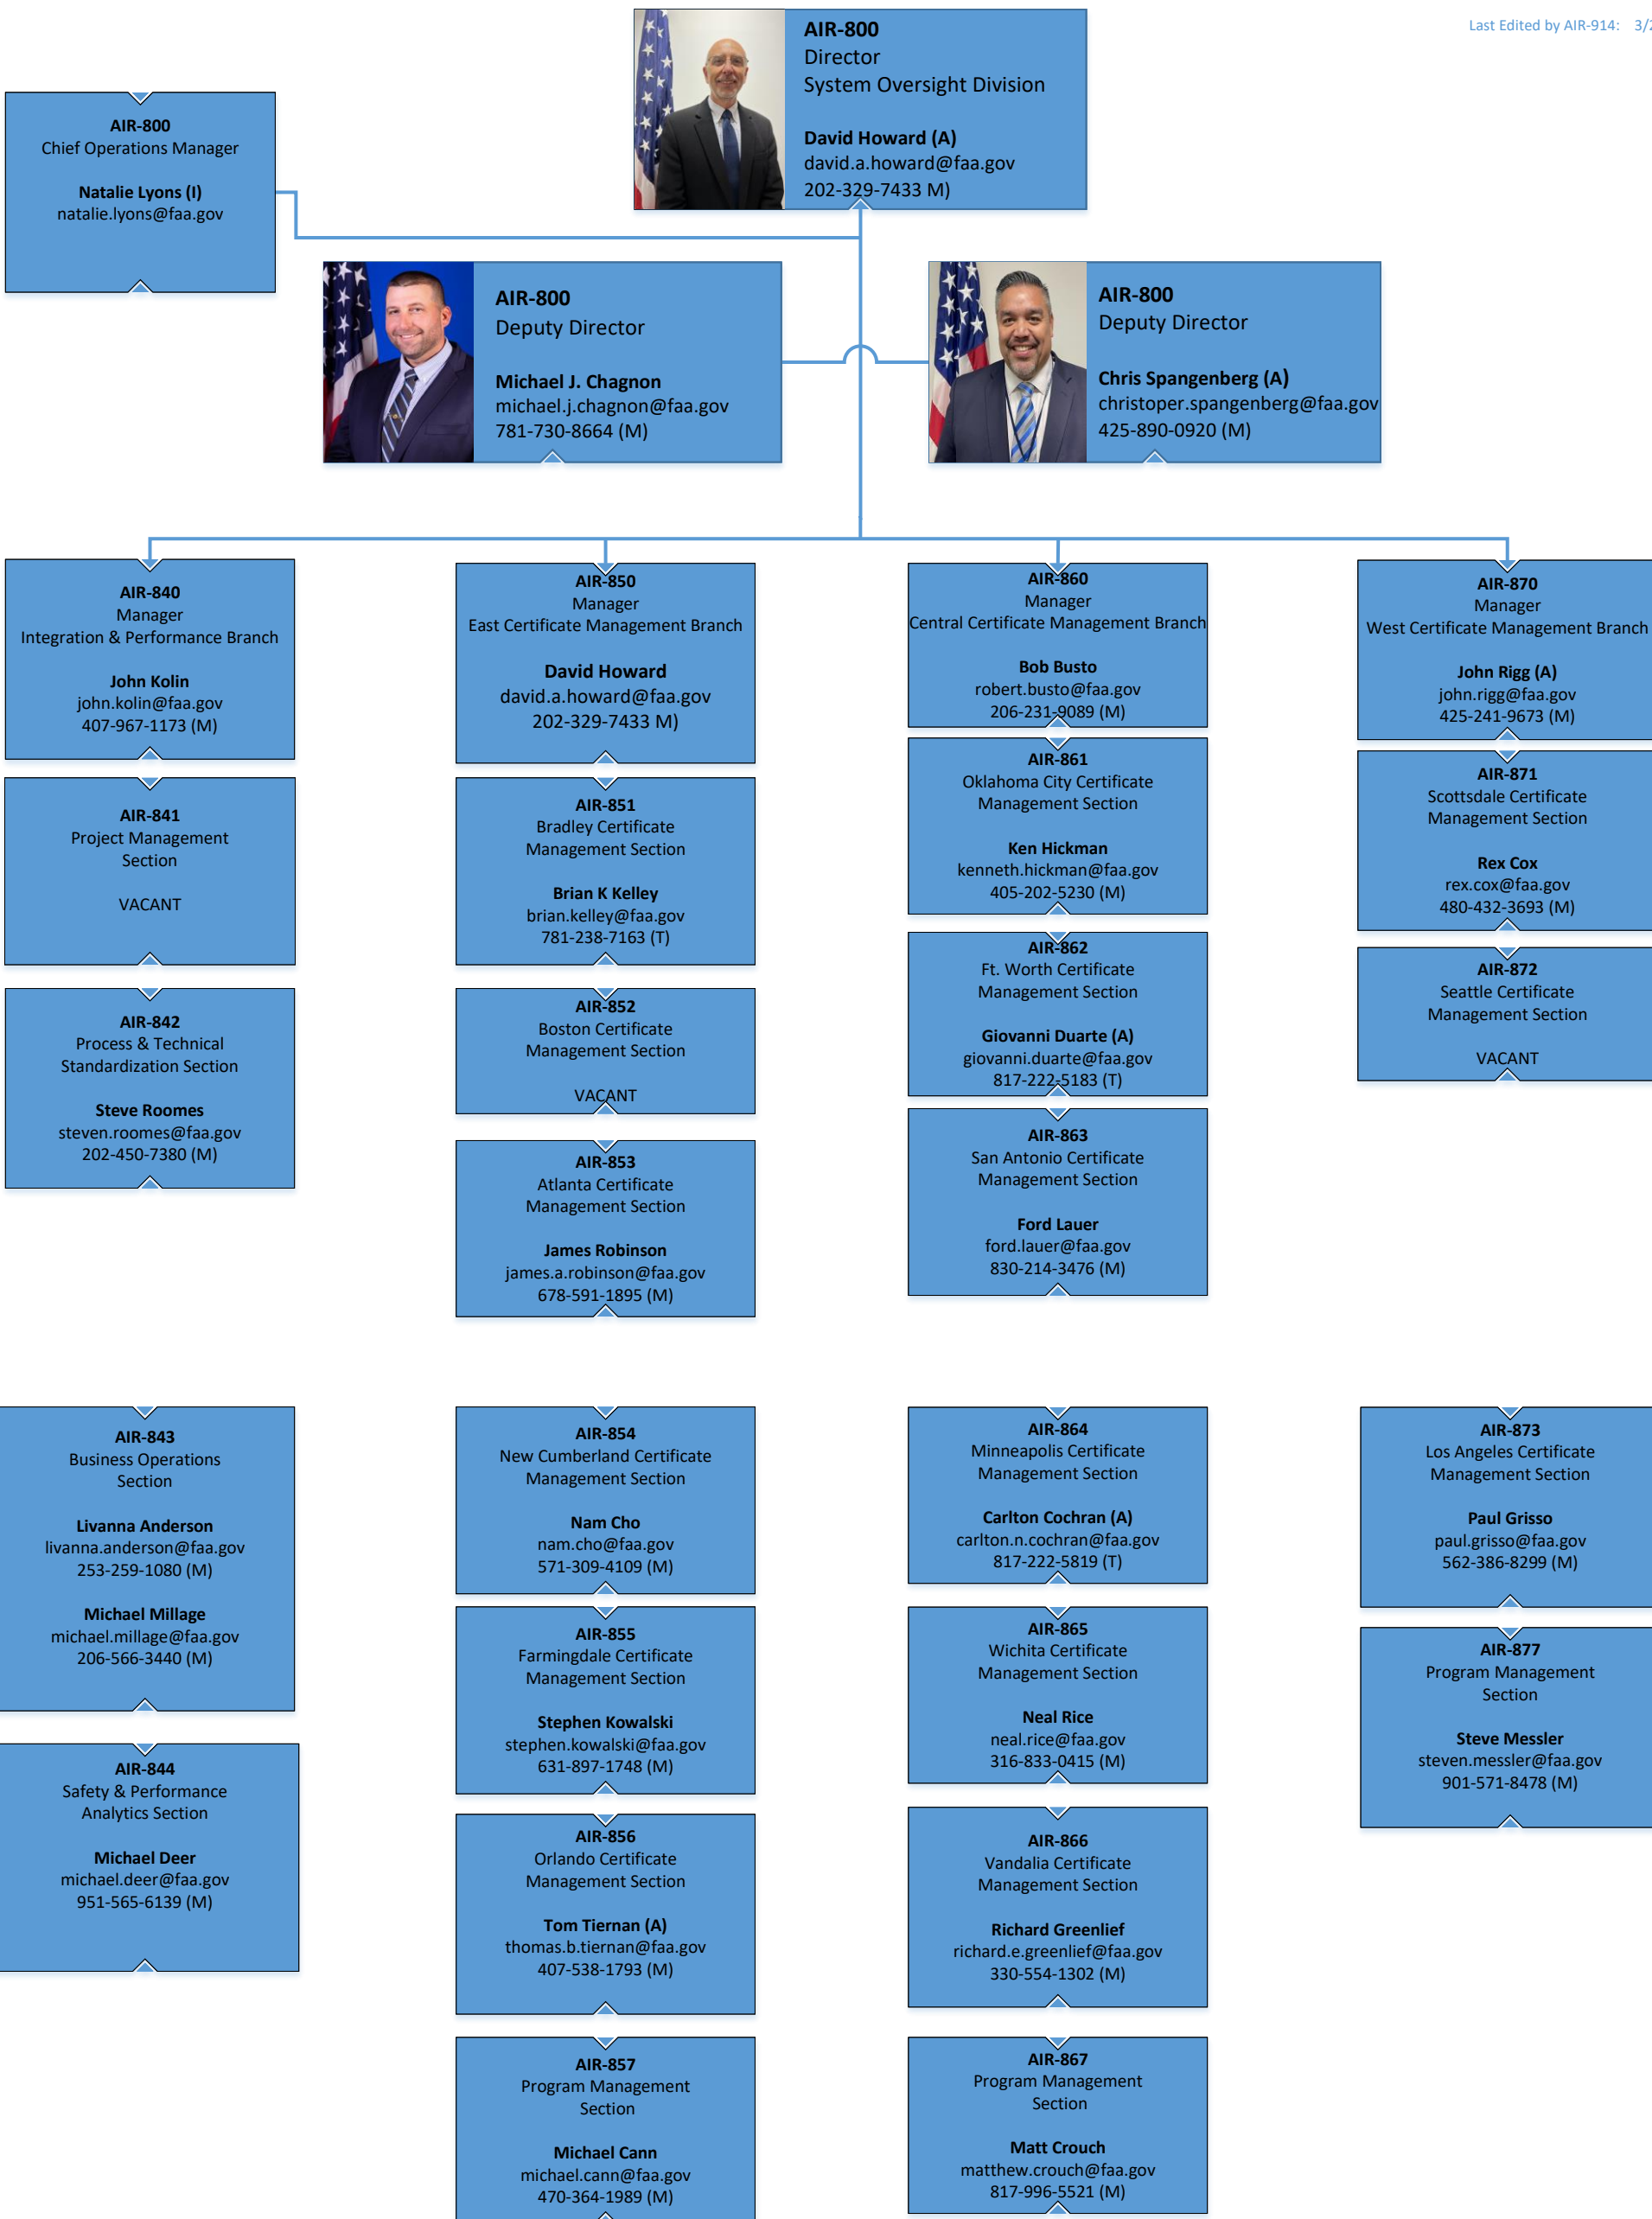 Last Edited by AIR-914: 3/2
AIR-800
Director
System Oversight Division
David Howard (A)
david.a.howard@faa.gov
202-329-7433 M)
AIR-800
Chief Operations Manager
Natalie Lyons (I)
natalie.lyons@faa.gov
AIR-800
Deputy Director
Michael J. Chagnon
michael.j.chagnon@faa.gov
781-730-8664 (M)
AIR-800
Deputy Director
Chris Spangenberg (A)
christoper.spangenberg@faa.gov
425-890-0920 (M)
AIR-840
Manager
Integration & Performance Branch
John Kolin
john.kolin@faa.gov
407-967-1173 (M)
AIR-841
Project Management
Section
VACANT
AIR-842
Process & Technical
Standardization Section
Steve Roomes
steven.roomes@faa.gov
202-450-7380 (M)
AIR-850
Manager
East Certificate Management Branch
David Howard
david.a.howard@faa.gov
202-329-7433 M)
AIR-851
Bradley Certificate
Management Section
Brian K Kelley
brian.kelley@faa.gov
781-238-7163 (T)
AIR-852
Boston Certificate
Management Section
VACANT
AIR-853
Atlanta Certificate
Management Section
James Robinson
james.a.robinson@faa.gov
678-591-1895 (M)
AIR-860
Manager
Central Certificate Management Branch
Bob Busto
robert.busto@faa.gov
206-231-9089 (M)
AIR-861
Oklahoma City Certificate
Management Section
Ken Hickman
kenneth.hickman@faa.gov
405-202-5230 (M)
AIR-862
Ft. Worth Certificate
Management Section
Giovanni Duarte (A)
giovanni.duarte@faa.gov
817-222-5183 (T)
AIR-863
San Antonio Certificate
Management Section
Ford Lauer
ford.lauer@faa.gov
830-214-3476 (M)
AIR-870
Manager
West Certificate Management Branch
John Rigg (A)
john.rigg@faa.gov
425-241-9673 (M)
AIR-871
Scottsdale Certificate
Management Section
Rex Cox
rex.cox@faa.gov
480-432-3693 (M)
AIR-872
Seattle Certificate
Management Section
VACANT
AIR-843
Business Operations
Section
Livanna Anderson
livanna.anderson@faa.gov
253-259-1080 (M)
Michael Millage
michael.millage@faa.gov
206-566-3440 (M)
AIR-844
Safety & Performance
Analytics Section
Michael Deer
michael.deer@faa.gov
951-565-6139 (M)
AIR-854
New Cumberland Certificate
Management Section
Nam Cho
nam.cho@faa.gov
571-309-4109 (M)
AIR-855
Farmingdale Certificate
Management Section
Stephen Kowalski
stephen.kowalski@faa.gov
631-897-1748 (M)
AIR-856
Orlando Certificate
Management Section
Tom Tiernan (A)
thomas.b.tiernan@faa.gov
407-538-1793 (M)
AIR-857
Program Management
Section
Michael Cann
michael.cann@faa.gov
470-364-1989 (M)
AIR-864
Minneapolis Certificate
Management Section
Carlton Cochran (A)
carlton.n.cochran@faa.gov
817-222-5819 (T)
AIR-865
Wichita Certificate
Management Section
Neal Rice
neal.rice@faa.gov
316-833-0415 (M)
AIR-866
Vandalia Certificate
Management Section
Richard Greenlief
richard.e.greenlief@faa.gov
330-554-1302 (M)
AIR-867
Program Management
Section
Matt Crouch
matthew.crouch@faa.gov
817-996-5521 (M)
AIR-873
Los Angeles Certificate
Management Section
Paul Grisso
paul.grisso@faa.gov
562-386-8299 (M)
AIR-877
Program Management
Section
Steve Messler
steven.messler@faa.gov
901-571-8478 (M)